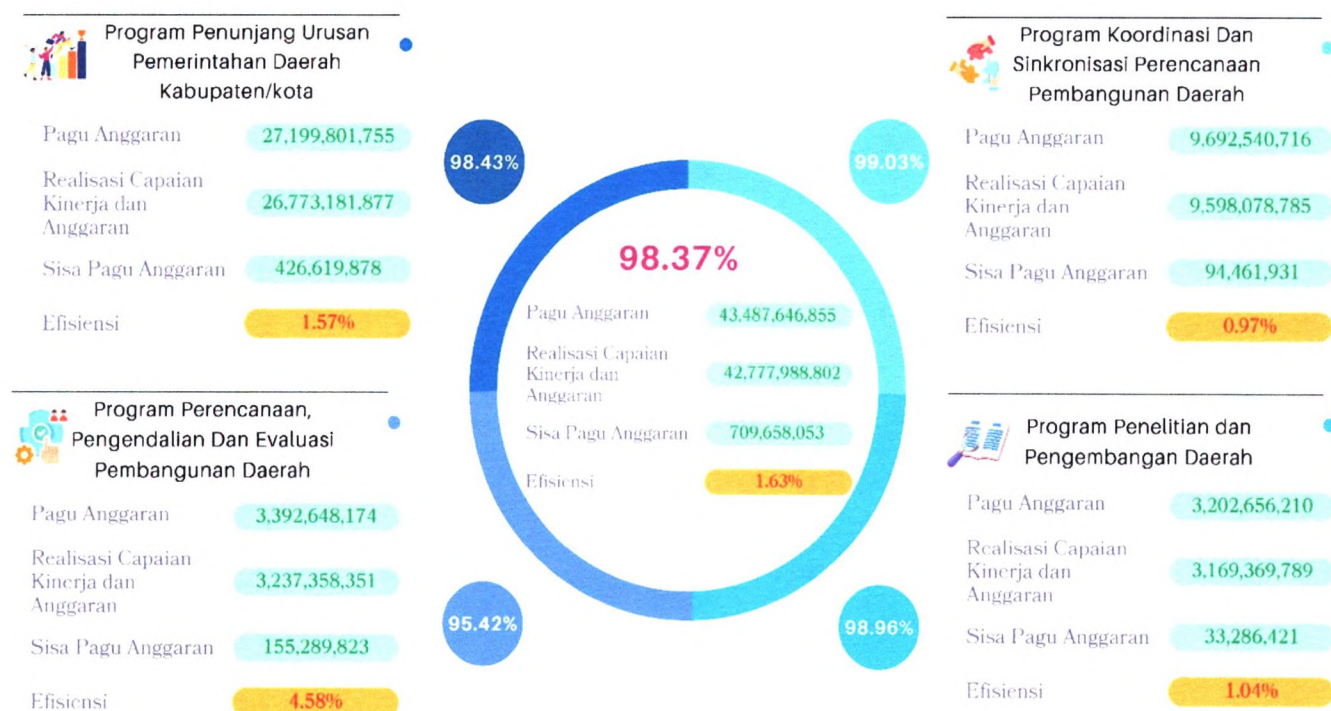 Program Penunjang Urusan
Pemerintahan Daerah
Kabupaten/kota
Pagu Anggaran 27,199,801,755
Realisasi Capaian
Kinerja dan 26,773,181,877
Anggaran
Sisa Pagu Anggaran 426,619,878
Efisiensi 1.57%
Program Perencanaan,
Pengendalian Dan Evaluasi
Pembangunan Daerah
Pagu Anggaran 3,392,648,174
Realisasi Capaian
Kinerja dan 3,237,358,351
Anggaran
Sisa Pagu Anggaran 155,289,823
Efisiensi 4.58%
98.43%
99.03%
98.37%
Pagu Anggaran 43,487,646,855
Realisasi Capaian
Kinerja dan 42,777,988,802
Anggaran
Sisa Pagu Anggaran 709,658,053
Efisiensi 1.63%
95.42%
98.96%
Program Koordinasi Dan
Sinkronisasi Perencanaan
Pembangunan Daerah
Pagu Anggaran 9,692,540,716
Realisasi Capaian
Kinerja dan 9,598,078,785
Anggaran
Sisa Pagu Anggaran 94,461,931
Efisiensi 0.97%
Program Penelitian dan
Pengembangan Daerah
Pagu Anggaran 3,202,656,210
Realisasi Capaian
Kinerja dan 3,169,369,789
Anggaran
Sisa Pagu Anggaran 33,286,421
Efisiensi 1.04%